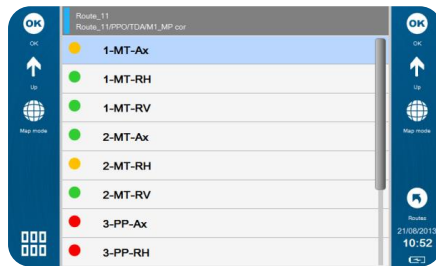 Route_11
Route_11/PPO/TDA/M1_MP cor
OK
OK
Up
Map mode
1-MT-Ax
1-MT-RH
1-MT-RV
2-MT-Ax
2-MT-RH
2-MT-RV
3-PP-Ax
3-PP-RH
OK
OK
Up
Map mode
Routes
21/08/2013
10:52